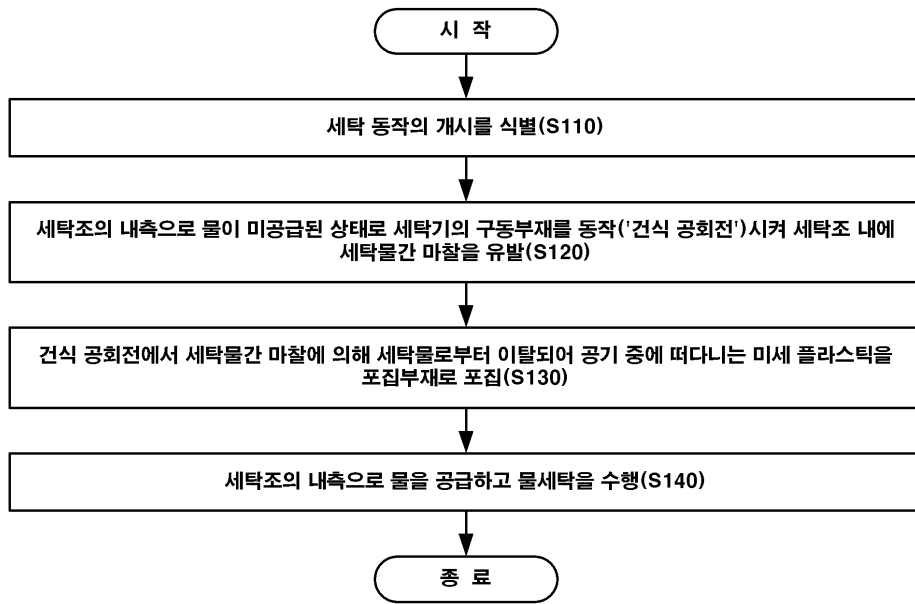 시 작
세탁 동작의 개시를 식별(S110)
세탁조의 내측으로 물이 미공급된 상태로 세탁기의 구동부재를 동작('건식 공회전')시켜 세탁조 내에
세탁물간 마찰을 유발(S120)
건식 공회전에서 세탁물간 마찰에 의해 세탁물로부터 이탈되어 공기 중에 떠다니는 미세 플라스틱을
포집부재로 포집(S130)
세탁조의 내측으로 물을 공급하고 물세탁을 수행(S140)
종 료